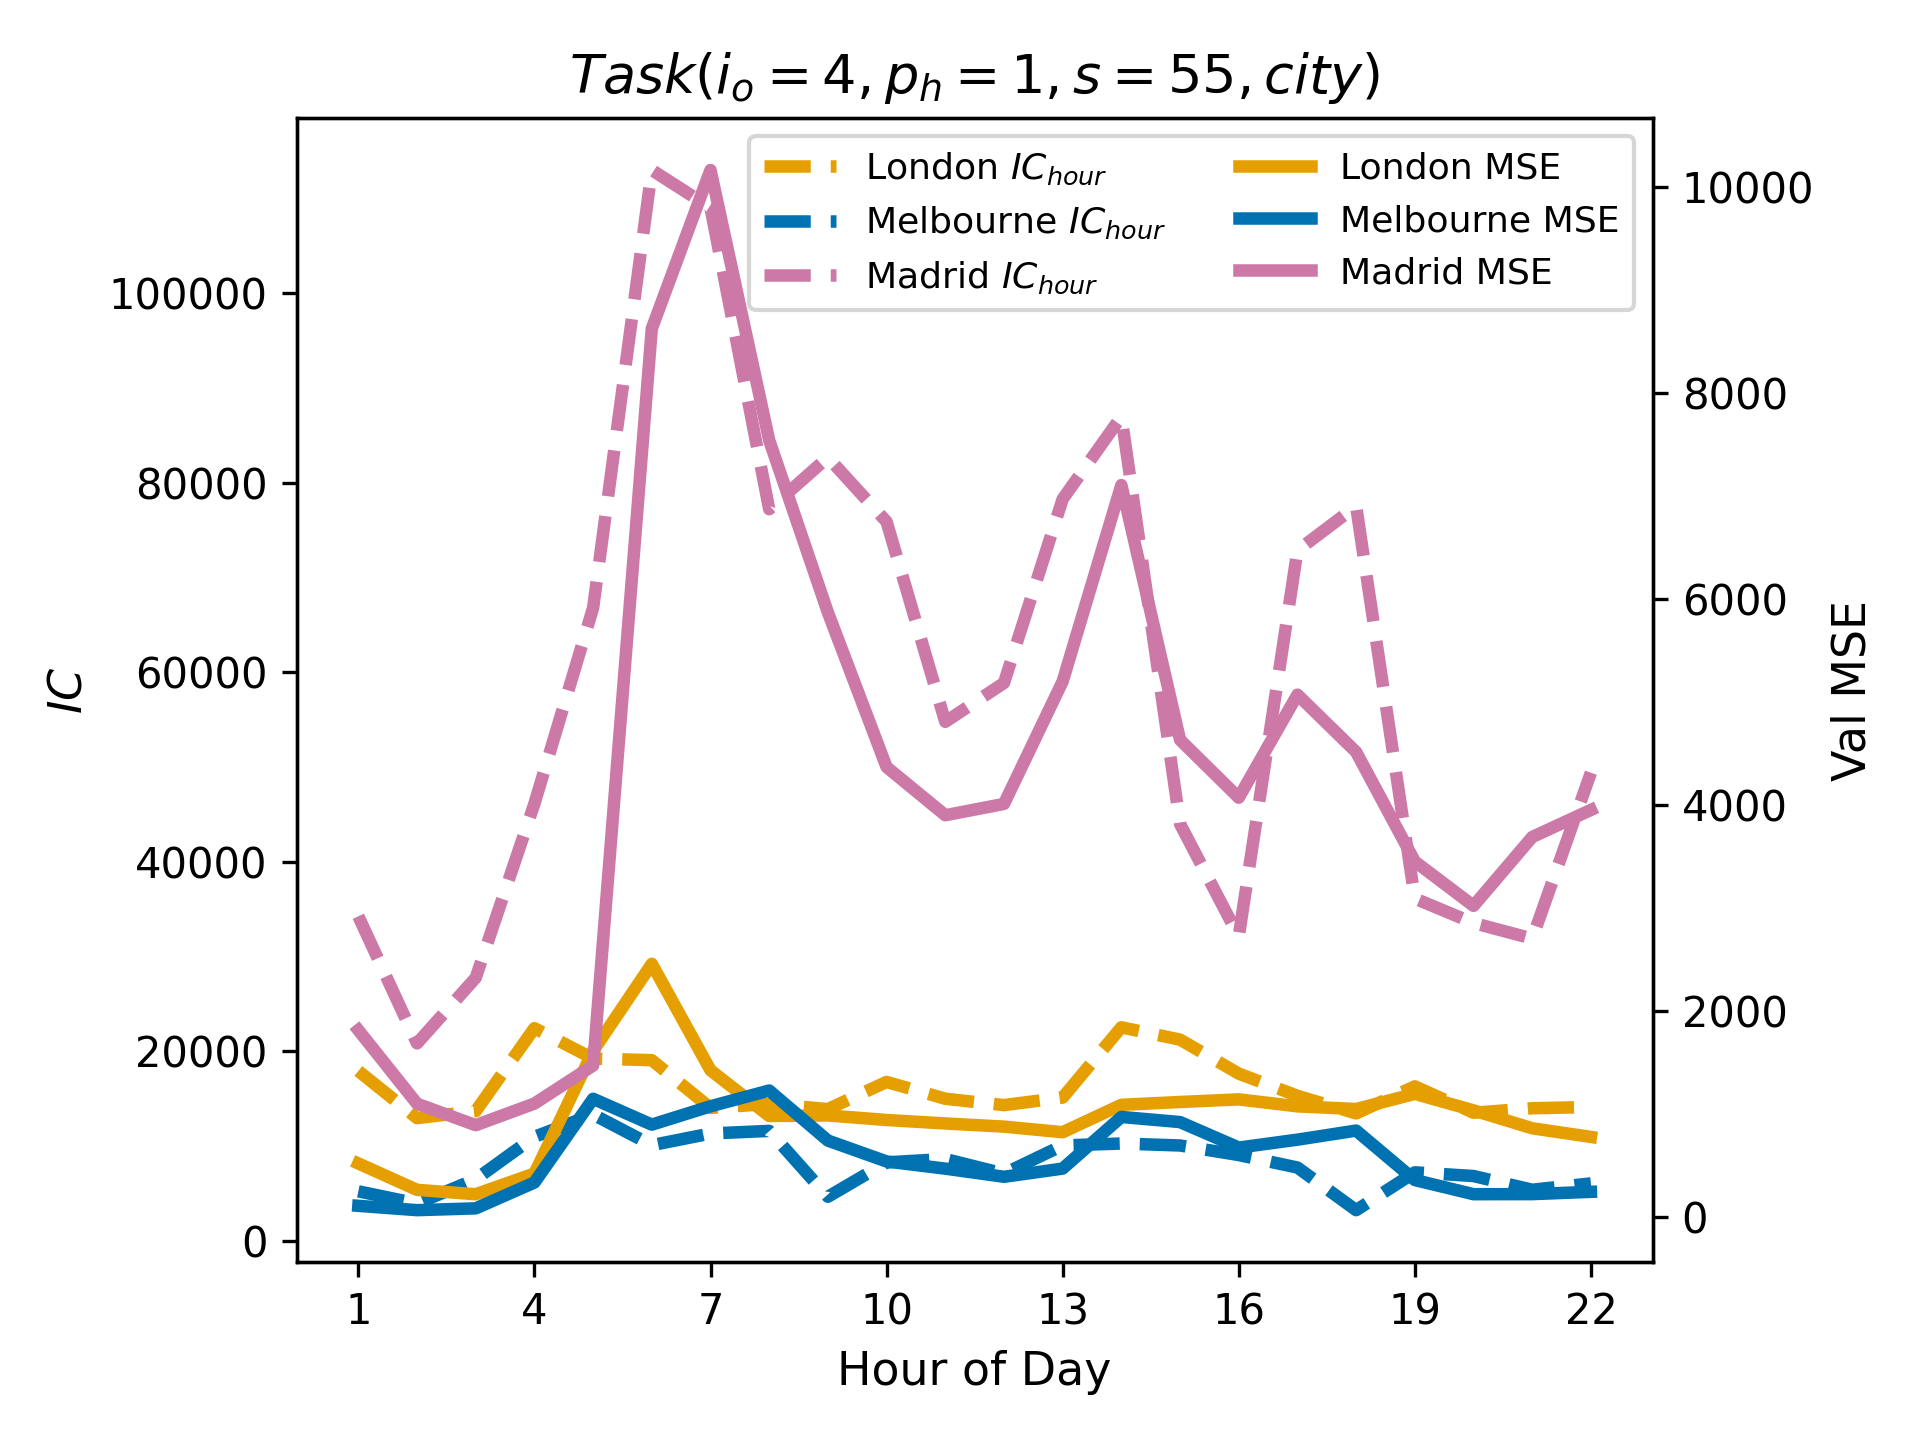 Task(i_o = 4, p_h = 1, s = 55, city)
London IC_hour
Melbourne IC_hour
Madrid IC_hour
London MSE
Melbourne MSE
Madrid MSE
IC
100000
80000
60000
40000
20000
0
10000
8000
6000
4000
2000
0
Val MSE
1 4 7 10 13 16 19 22
Hour of Day